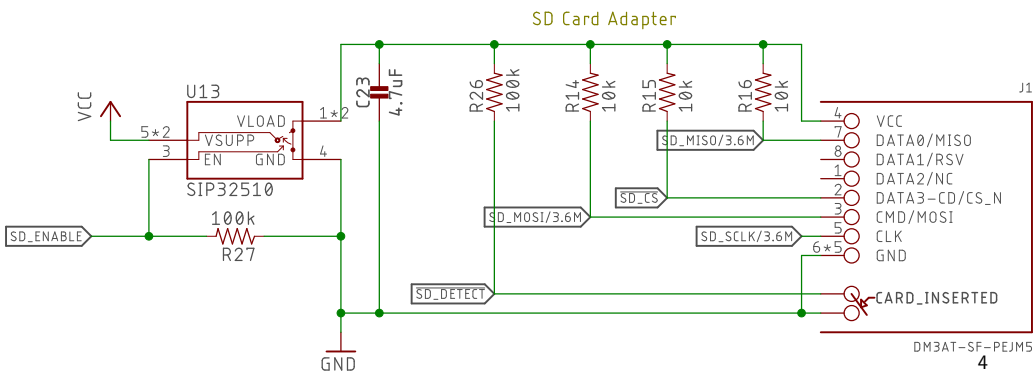 SD Card Adapter
VCC
U13
VLOAD
1*2
5*2
VSUPP
3
EN
GND
4
SIP32510
SD_ENABLE
100k
R27
GND
C23
4.7uF
R26
100k
R14
10k
R15
10k
R16
10k
SD_MISO/3.6M
SD_CS
SD_MOSI/3.6M
SD_SCLK/3.6M
SD_DETECT
J1
4 VCC
7 DATA0/MISO
8 DATA1/RSV
1 DATA2/NC
2 DATA3-CD/CS_N
3 CMD/MOSI
5 CLK
6*5 GND
CARD_INSERTED
DM3AT-SF-PEJM5
4